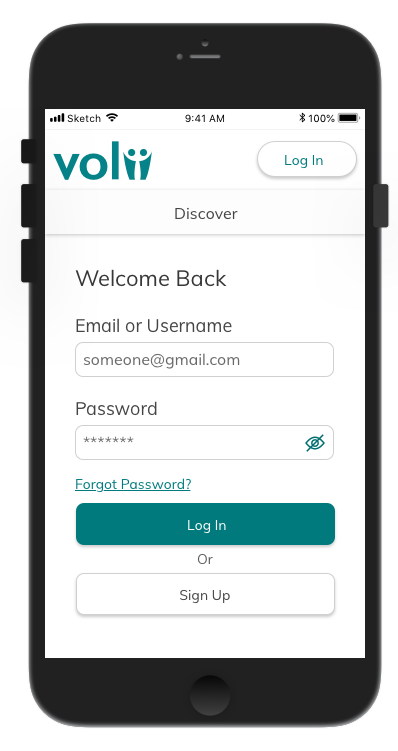 Sketch 9:41 AM 100%
volii Log In
Discover
Welcome Back
Email or Username
someone@gmail.com
Password
*******
Forgot Password?
Log In
Or
Sign Up